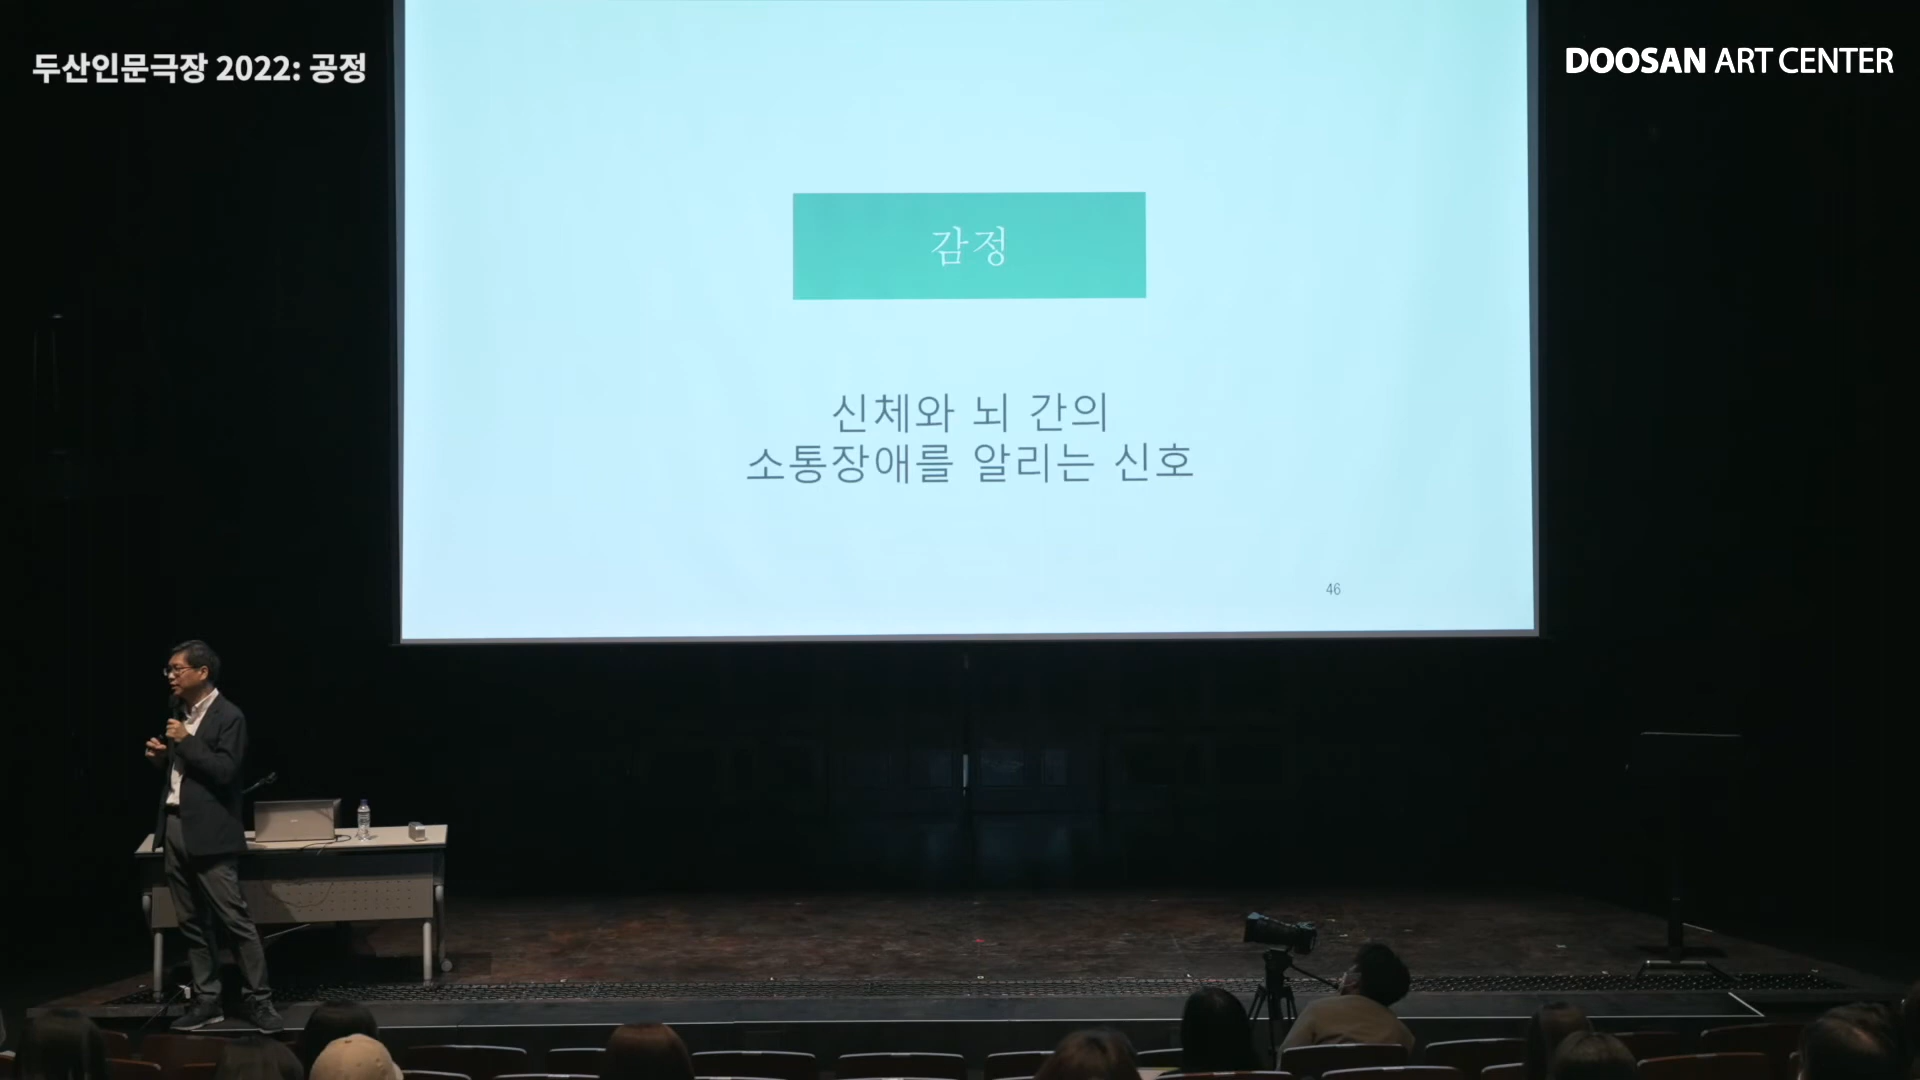 두산인문극장 2022: 공정
DOOSAN ART CENTER
감정
신체와 뇌 간의
소통장애를 알리는 신호
46